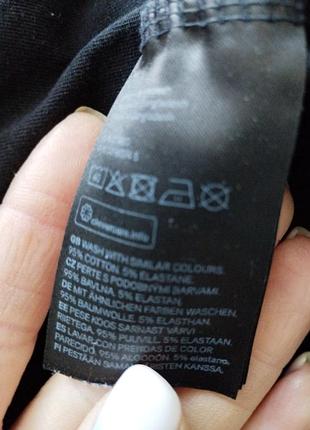 clevercare.info
GB WASH WITH SIMILAR COLOURS.
95% COTTON. 5% ELASTANE.
CZ PERTE S PODOBNÝMI BARVAMI.
95% BAVLNA. 5% ELASTAN.
DE MIT ÄHNLICHEN FARBEN WASCHEN.
95% BAUMWOLLE. 5% ELASTAN.
EE PESE KOOS SARNAST VÄRVI
RIIETEGA. 95% PUUVILL. 5% ELASTAAN.
ES LAVAR CON PRENDAS DE COLOR
PARECIDO. 95% ALGODÓN. 5% elastano.
FI PESTÄÄN KANSSA.